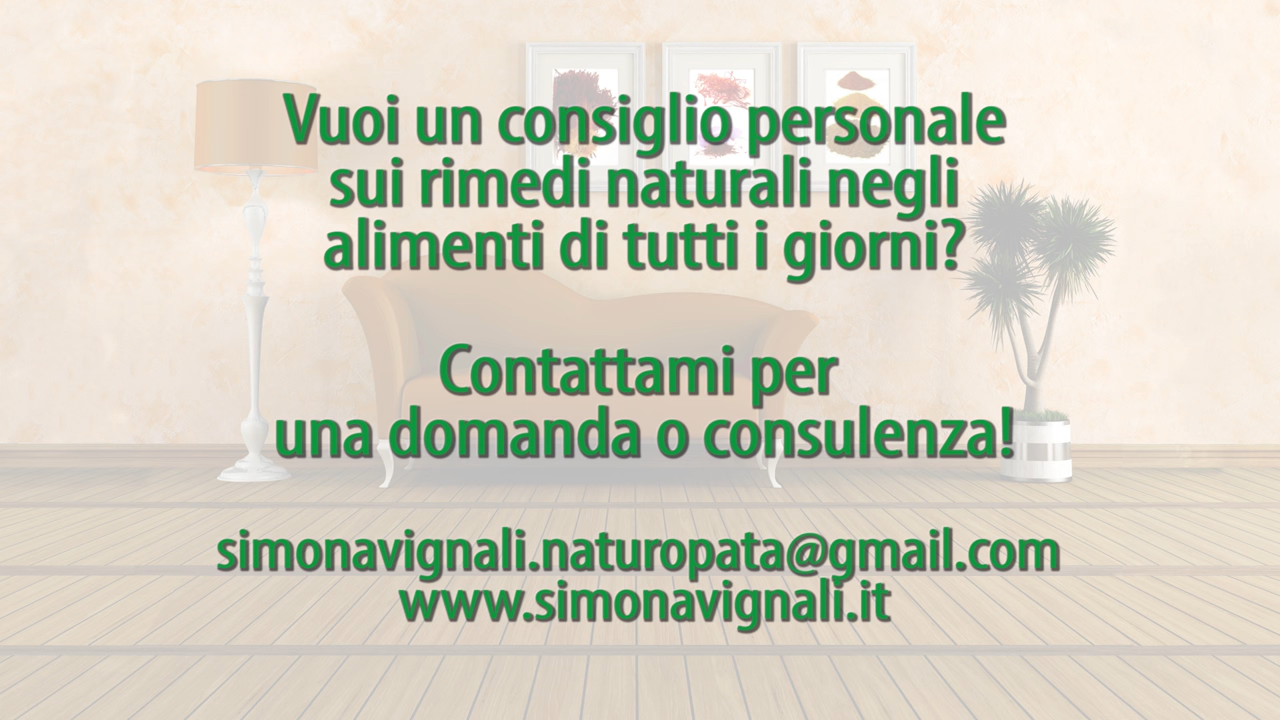 Vuoi un consiglio personale
sui rimedi naturali negli
alimenti di tutti i giorni?
Contattami per
una domanda o consulenza!
simonavignali.naturopata@gmail.com
www.simonavignali.it